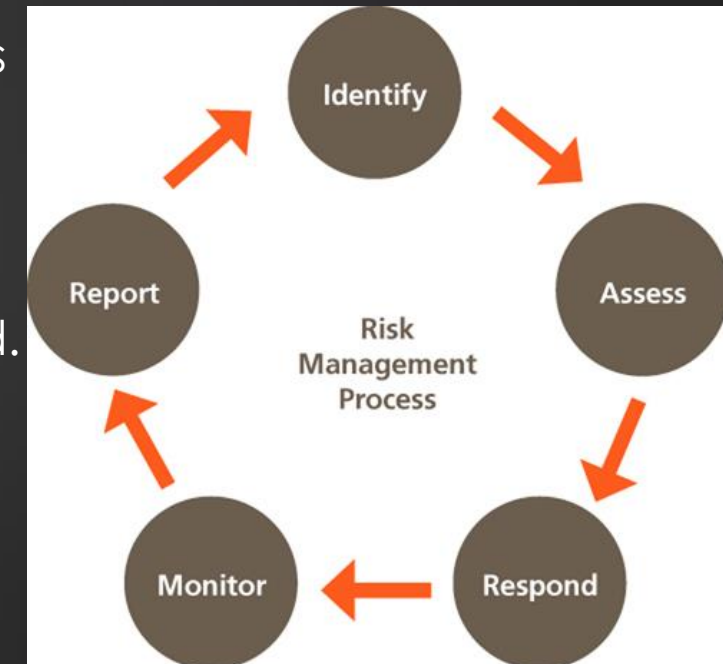 s
d.
Identify
Assess
Respond
Monitor
Report
Risk
Management
Process